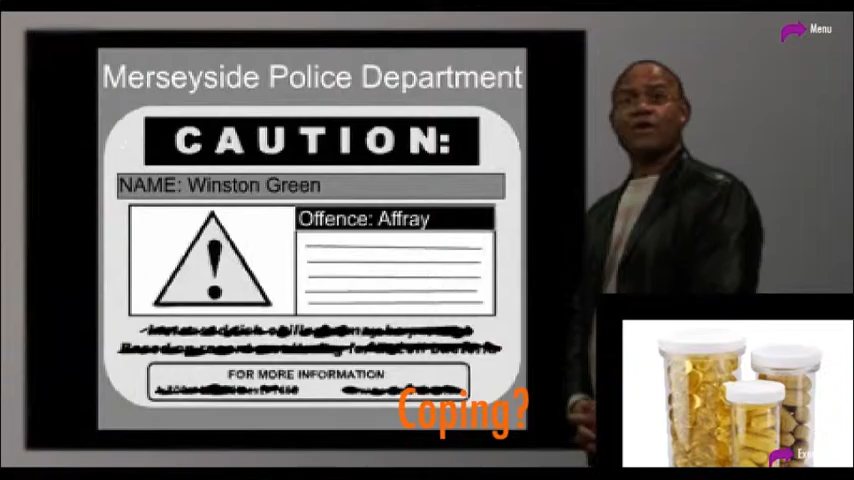 Menu
Merseyside Police Department
CAUTION:
NAME: Winston Green
Offence: Affray
FOR MORE INFORMATION
Coping?